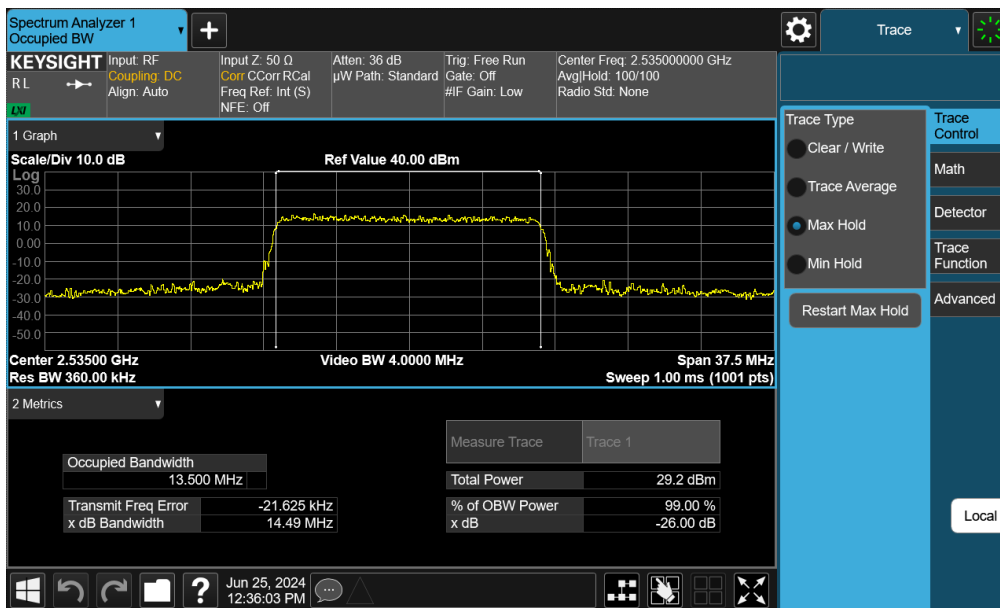 Spectrum Analyzer 1
Occupied BW
Trace
KEYSIGHT
R L
LXI
Input: RF
Coupling: DC
Align: Auto
Input Z: 50 Ω
Corr CCorr RCal
Freq Ref: Int (S)
NFE: Off
Atten: 36 dB
µW Path: Standard
Trig: Free Run
Gate: Off
#IF Gain: Low
Center Freq: 2.535000000 GHz
Avg|Hold: 100/100
Radio Std: None
1 Graph
Scale/Div 10.0 dB
Ref Value 40.00 dBm
Log
30.0
20.0
10.0
0.00
-10.0
-20.0
-30.0
-40.0
-50.0
Center 2.53500 GHz
Video BW 4.0000 MHz
Span 37.5 MHz
Res BW 360.00 kHz
Sweep 1.00 ms (1001 pts)
2 Metrics
Measure Trace
Trace 1
Occupied Bandwidth
13.500 MHz
Total Power
29.2 dBm
Transmit Freq Error
-21.625 kHz
% of OBW Power
99.00 %
x dB Bandwidth
14.49 MHz
x dB
-26.00 dB
Trace Type
Clear / Write
Trace Average
Max Hold
Min Hold
Restart Max Hold
Trace
Control
Math
Detector
Trace
Function
Advanced
Local
Jun 25, 2024
12:36:03 PM